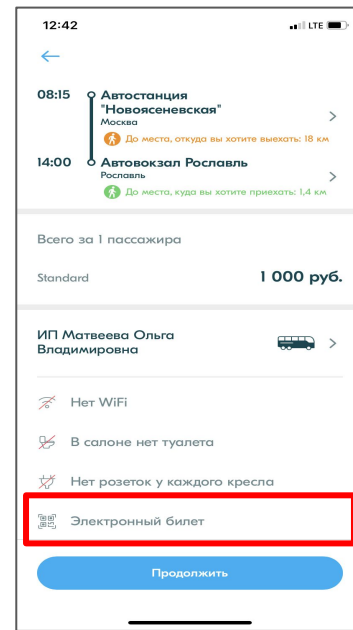 12:42
LTE
08:15
Автостанция
"Новоясеневская"
Москва
До места, откуда вы хотите выехать: 18 км
14:00
Автовокзал Рославль
Рославль
До места, куда вы хотите приехать: 1,4 км
Всего за 1 пассажира
Standard
1 000 руб.
ИП Матвеева Ольга
Владимировна
Нет WiFi
В салоне нет туалета
Нет розеток у каждого кресла
Электронный билет
Продолжить